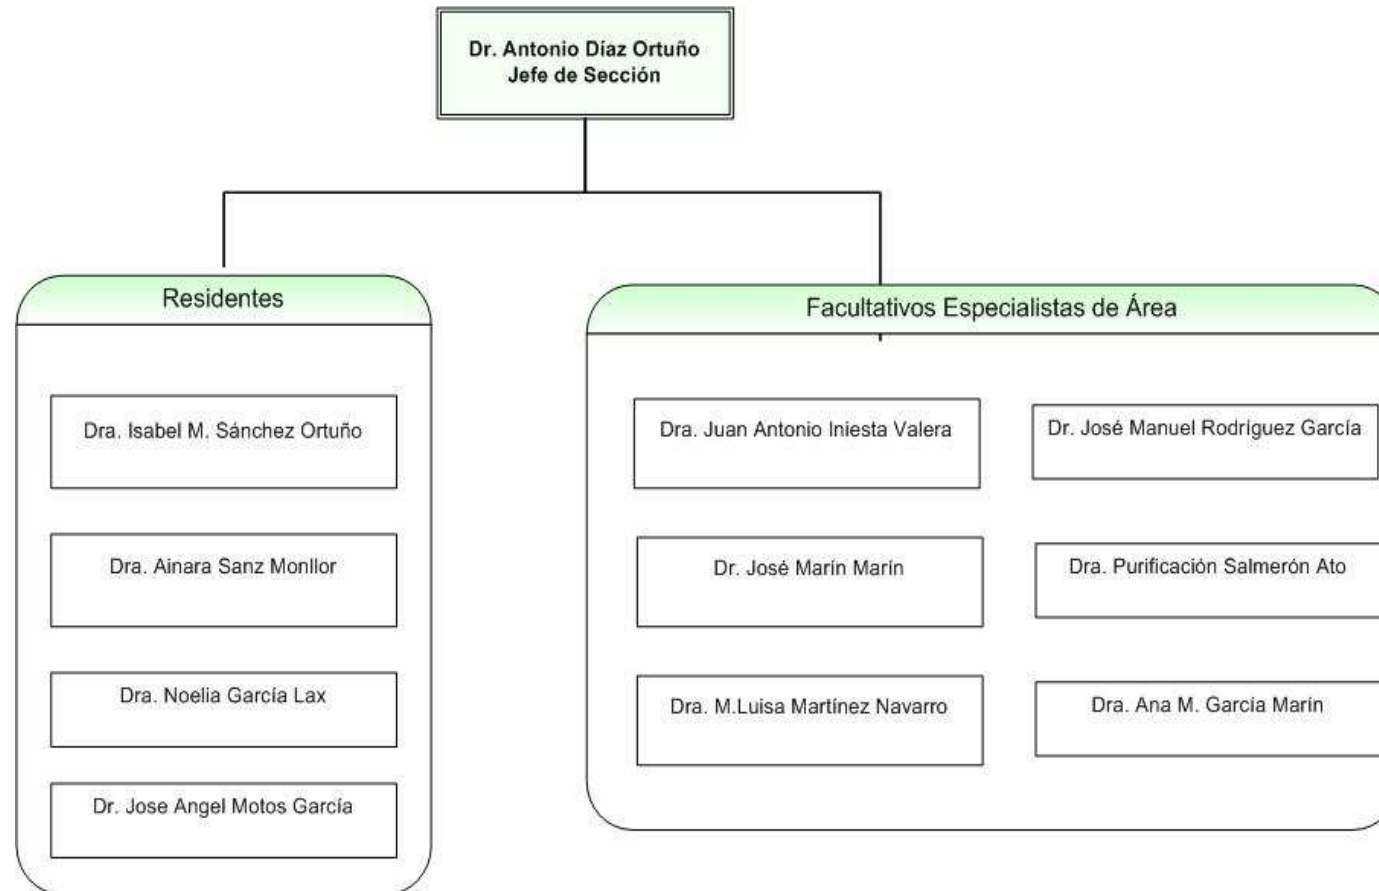 Dr. Antonio Díaz Ortuño
Jefe de Sección
Residentes
Dra. Isabel M. Sánchez Ortuño
Dra. Ainara Sanz Monllor
Dra. Noelia García Lax
Dr. Jose Angel Motos García
Facultativos Especialistas de Área
Dra. Juan Antonio Iniesta Valera
Dr. José Manuel Rodríguez García
Dr. José Marín Marín
Dra. Purificación Salmerón Ato
Dra. M.Luisa Martínez Navarro
Dra. Ana M. García Marín